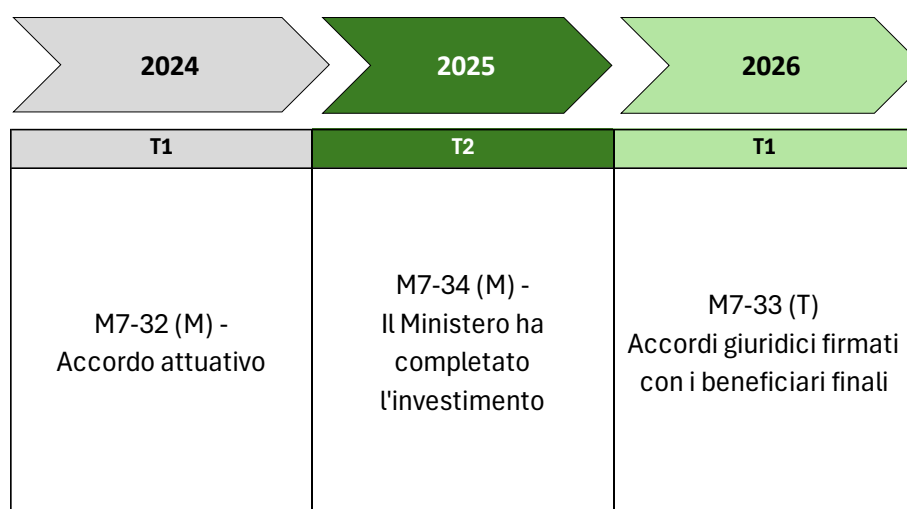 2024
2025
2026
T1
T2
T1
M7-32 (M) -
Accordo attuativo
M7-34 (M) -
Il Ministero ha
completato
l'investimento
M7-33 (T)
Accordi giuridici firmati
con i beneficiari finali